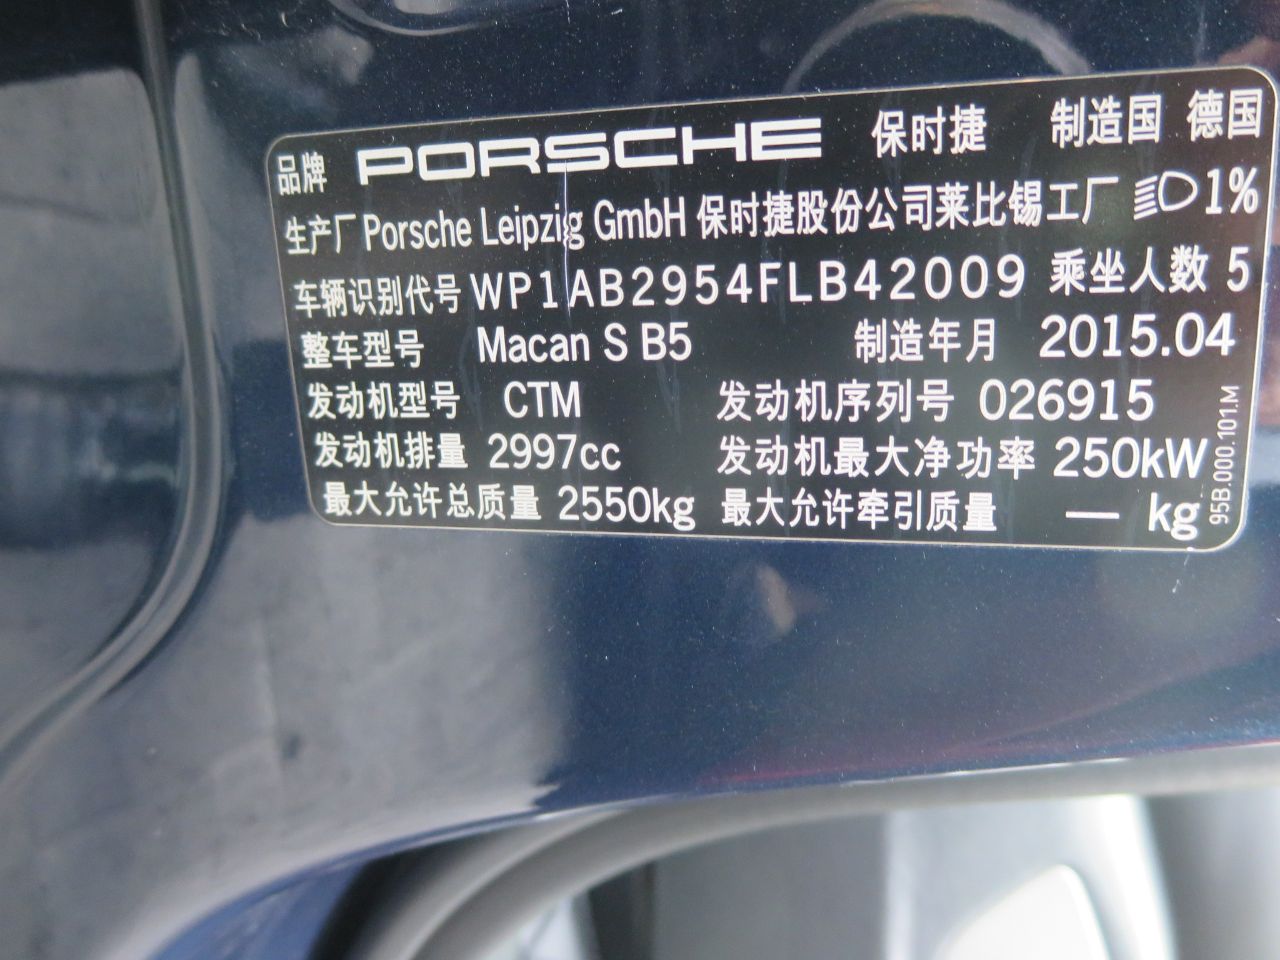 品牌 PORSCHE 保时捷 制造国 德国
生产厂 Porsche Leipzig GmbH 保时捷股份公司莱比锡工厂 1%
车辆识别代号 WP1AB2954FLB42009 乘坐人数 5
整车型号 Macan S B5 制造年月 2015.04
发动机型号 CTM 发动机序列号 026915
发动机排量 2997cc 发动机最大净功率 250kW
最大允许总质量 2550kg 最大允许牵引质量 — kg
95B.000.101.M